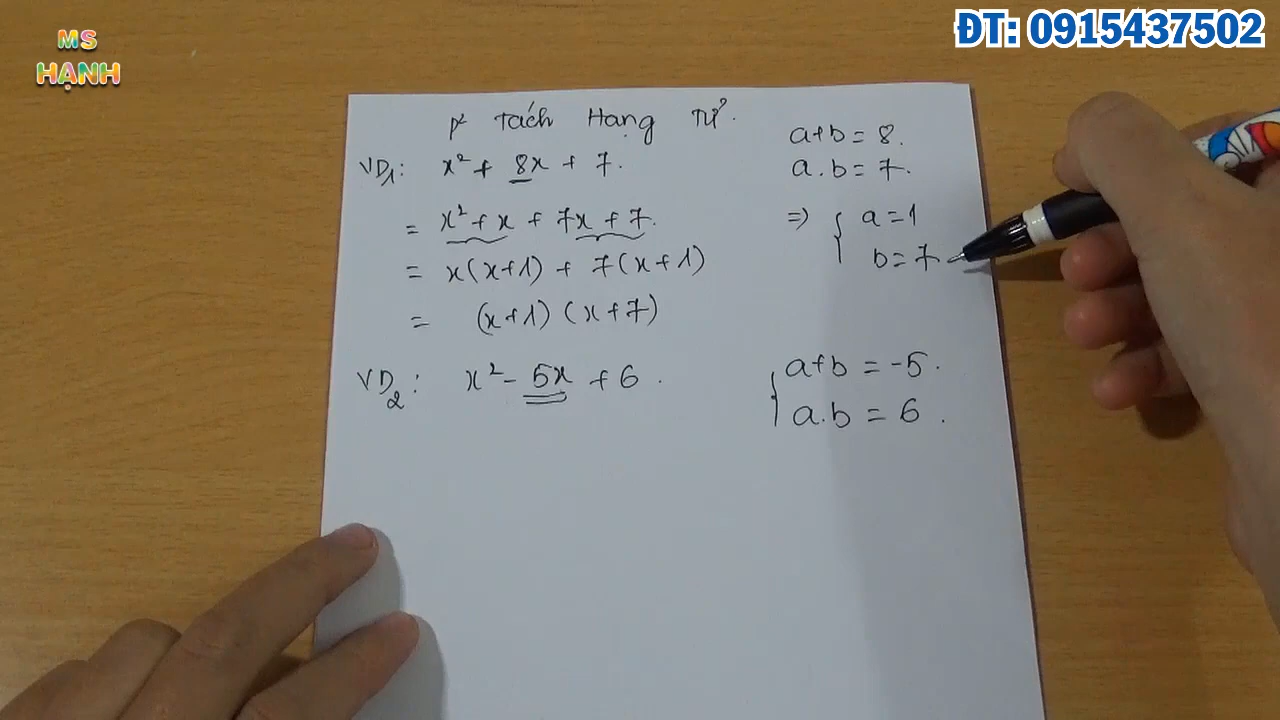 MS
HẠNH
ĐT: 0915437502
P² Tách Hạng Tử.
VD1: x² + 8x + 7.
= x² + x + 7x + 7.
= x(x+1) + 7(x+1)
= (x+1) (x+7)
VD2: x² - 5x + 6.
a+b = 8.
a.b = 7.
=> { a = 1
b = 7
{ a+b = -5.
a.b = 6.